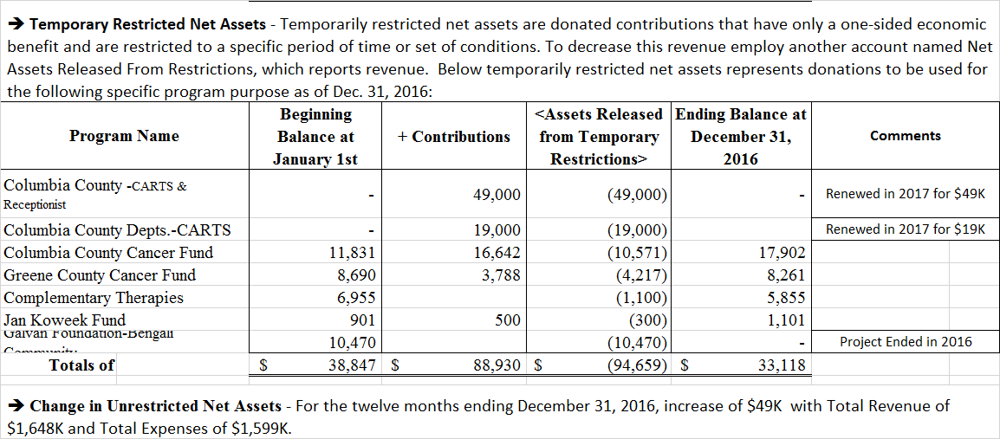 ➔ Temporary Restricted Net Assets - Temporarily restricted net assets are donated contributions that have only a one-sided economic
benefit and are restricted to a specific period of time or set of conditions. To decrease this revenue employ another account named Net
Assets Released From Restrictions, which reports revenue.  Below temporarily restricted net assets represents donations to be used for
the following specific program purpose as of Dec. 31, 2016:
Program Name | Beginning Balance at January 1st | + Contributions | <Assets Released from Temporary Restrictions> | Ending Balance at December 31, 2016 | Comments
Columbia County -CARTS & Receptionist | - | 49,000 | (49,000) | - | Renewed in 2017 for $49K
Columbia County Depts.-CARTS | - | 19,000 | (19,000) | | Renewed in 2017 for $19K
Columbia County Cancer Fund | 11,831 | 16,642 | (10,571) | 17,902
Greene County Cancer Fund | 8,690 | 3,788 | (4,217) | 8,261
Complementary Therapies | 6,955 | | (1,100) | 5,855
Jan Koweek Fund | 901 | 500 | (300) | 1,101
Galvan Foundation-Bengali | 10,470 | | (10,470) | - | Project Ended in 2016
Totals of | $ 38,847 | $ 88,930 | $ (94,659) | $ 33,118
➔ Change in Unrestricted Net Assets - For the twelve months ending December 31, 2016, increase of $49K  with Total Revenue of
$1,648K and Total Expenses of $1,599K.